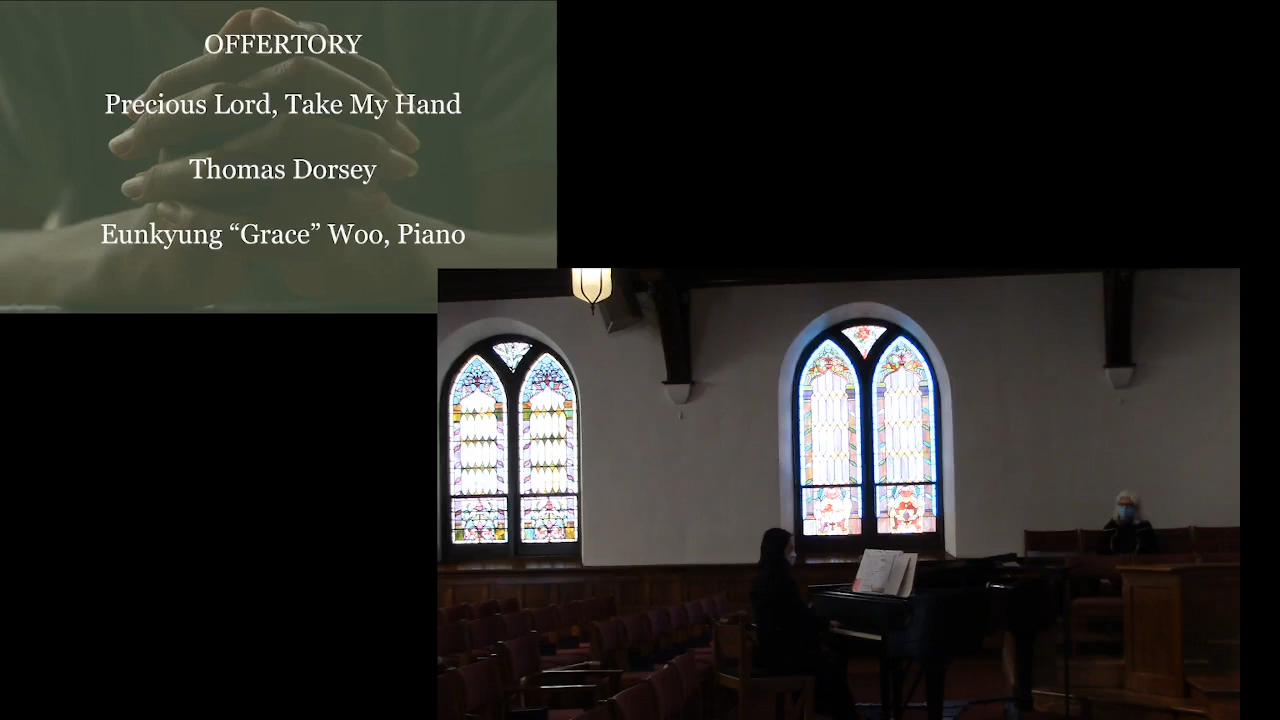 OFFERTORY
Precious Lord, Take My Hand
Thomas Dorsey
Eunkyung “Grace” Woo, Piano